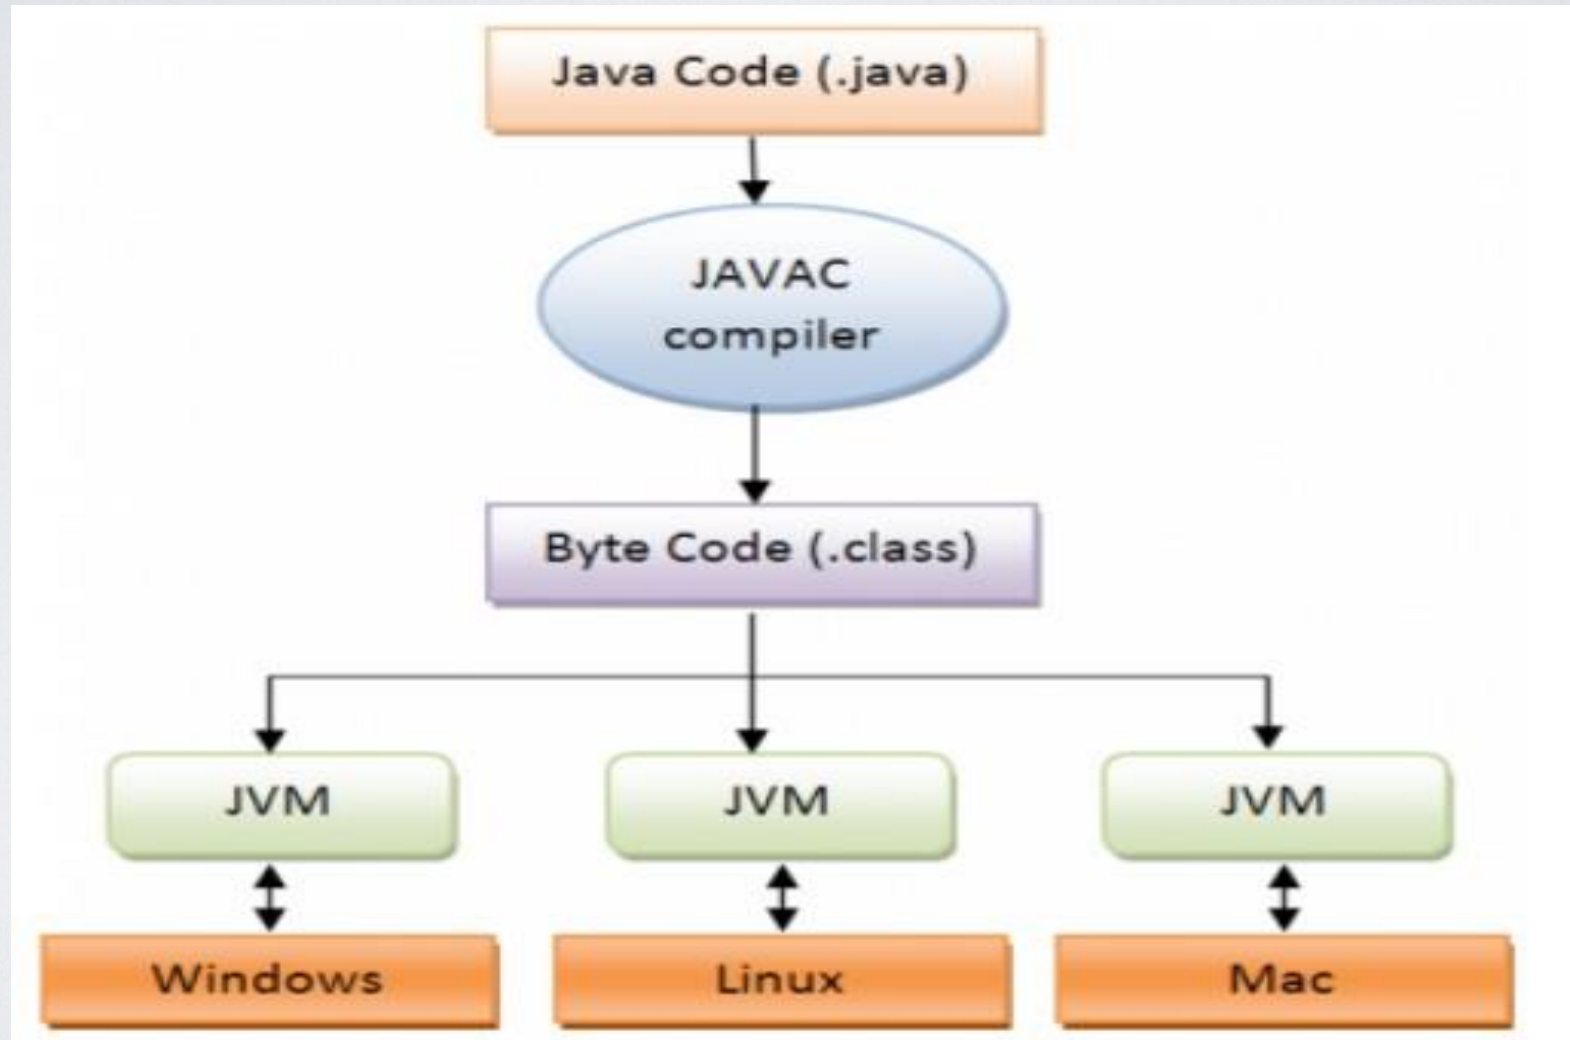 Java Code (.java)
JAVAC
compiler
Byte Code (.class)
JVM
JVM
JVM
Windows
Linux
Mac